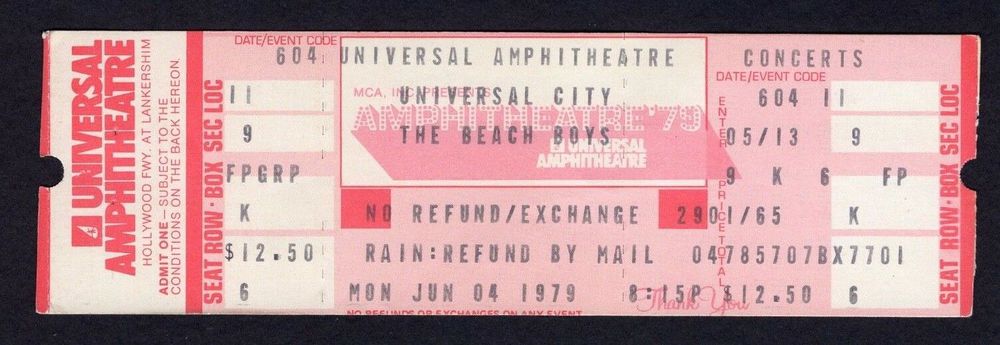 UNIVERSAL
AMPHITHEATRE
HOLLYWOOD FWY. AT LANKERSHIM
ADMIT ONE — SUBJECT TO THE
CONDITIONS ON THE BACK HEREON.
SEAT ROW · BOX SEC LOC
DATE/EVENT CODE
604
11
9
FPGRP
K
$12.50
6
UNIVERSAL AMPHITHEATRE
MCA, INC. PRESENTS
UNIVERSAL CITY
AMPHITHEATRE '79
THE BEACH BOYS
UNIVERSAL
AMPHITHEATRE
NO REFUND/EXCHANGE
RAIN:REFUND BY MAIL
MON JUN 04 1979 8:15P
Thank You
NO REFUNDS OR EXCHANGES ON ANY EVENT
CONCERTS
DATE/EVENT CODE
604 11
ENTER
05/13 9
9 K 6 FP
PRICE TOTAL
2901/65 K
04785707BX7701
$12.50 6
SEAT ROW · BOX SEC LOC